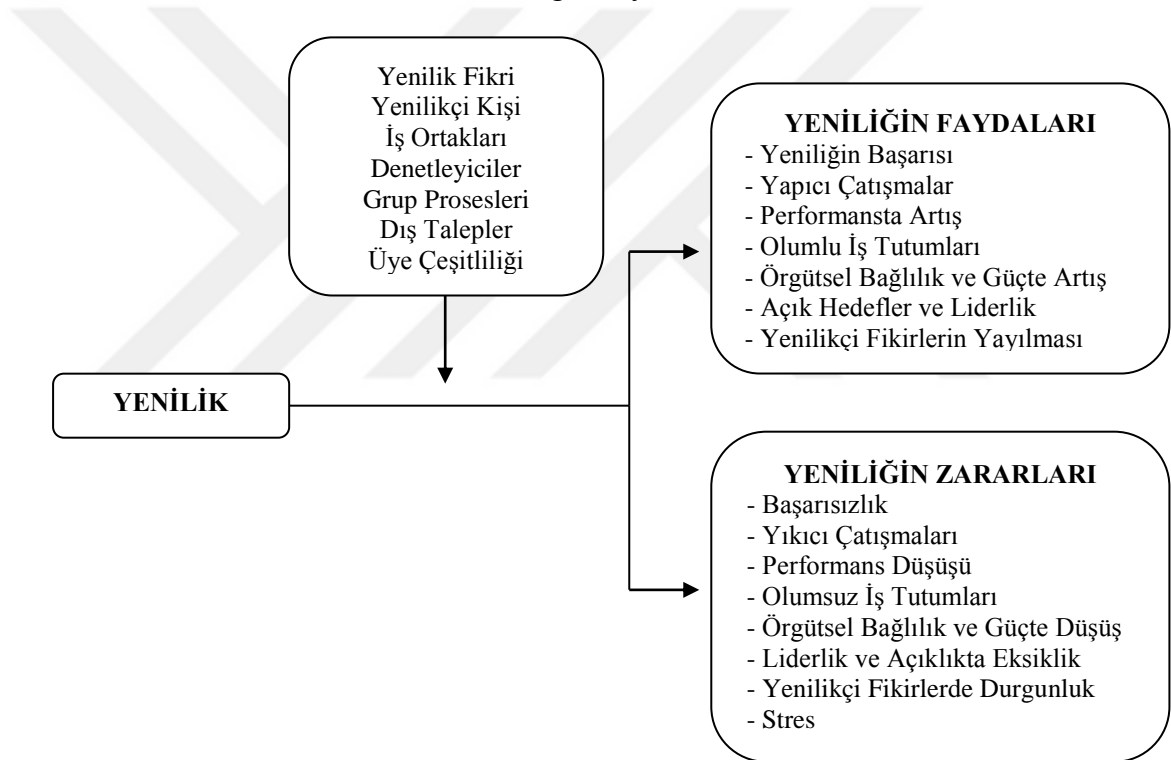 Yenilik Fikri
Yenilikçi Kişi
İş Ortakları
Denetleyiciler
Grup Prosesleri
Dış Talepler
Üye Çeşitliliği
YENİLİĞİN FAYDALARI
- Yeniliğin Başarısı
- Yapıcı Çatışmalar
- Performansta Artış
- Olumlu İş Tutumları
- Örgütsel Bağlılık ve Güçte Artış
- Açık Hedefler ve Liderlik
- Yenilikçi Fikirlerin Yayılması
YENİLİK
YENİLİĞİN ZARARLARI
- Başarısızlık
- Yıkıcı Çatışmaları
- Performans Düşüşü
- Olumsuz İş Tutumları
- Örgütsel Bağlılık ve Güçte Düşüş
- Liderlik ve Açıklıkta Eksiklik
- Yenilikçi Fikirlerde Durgunluk
- Stres